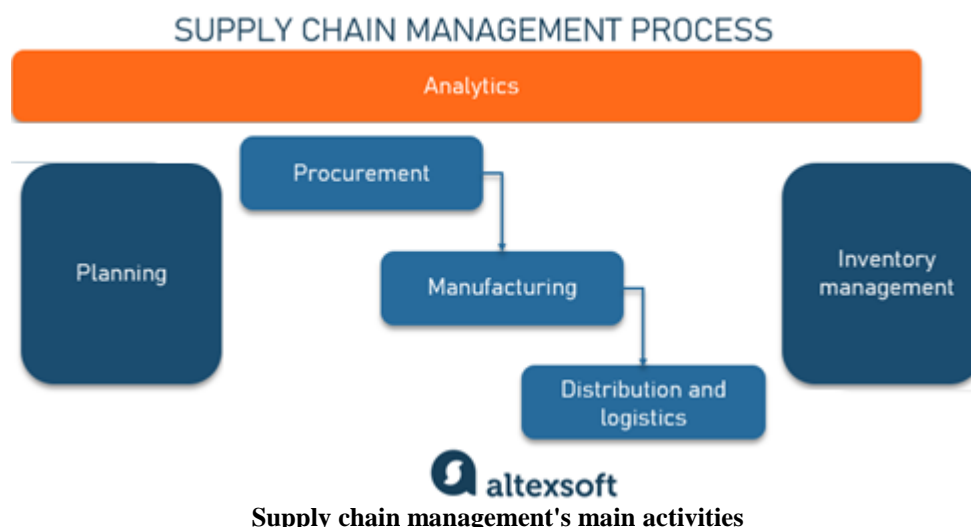 SUPPLY CHAIN MANAGEMENT PROCESS
Analytics
Procurement
Planning
Manufacturing
Inventory
management
Distribution and
logistics
altexsoft
Supply chain management's main activities